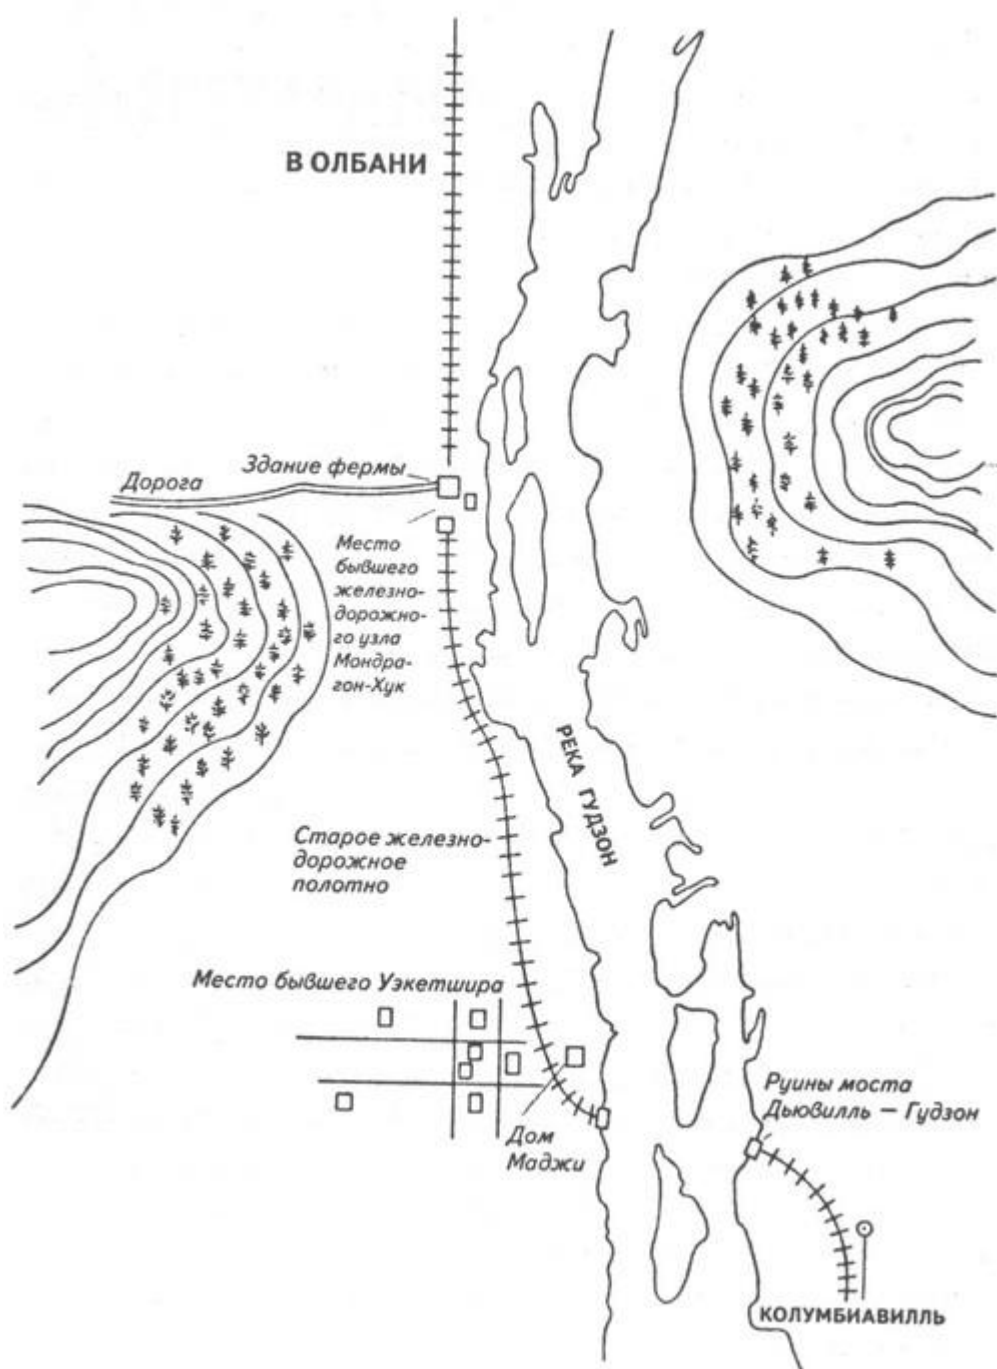 В ОЛБАНИ
Здание фермы
Дорога
Место
бывшего
железно-
дорожно-
го узла
Мондра-
гон-Хук
РЕКА ГУДЗОН
Старое железно-
дорожное
полотно
Место бывшего Уэкетшира
Руины моста
Дьювилль — Гудзон
Дом
Маджи
КОЛУМБИАВИЛЛЬ